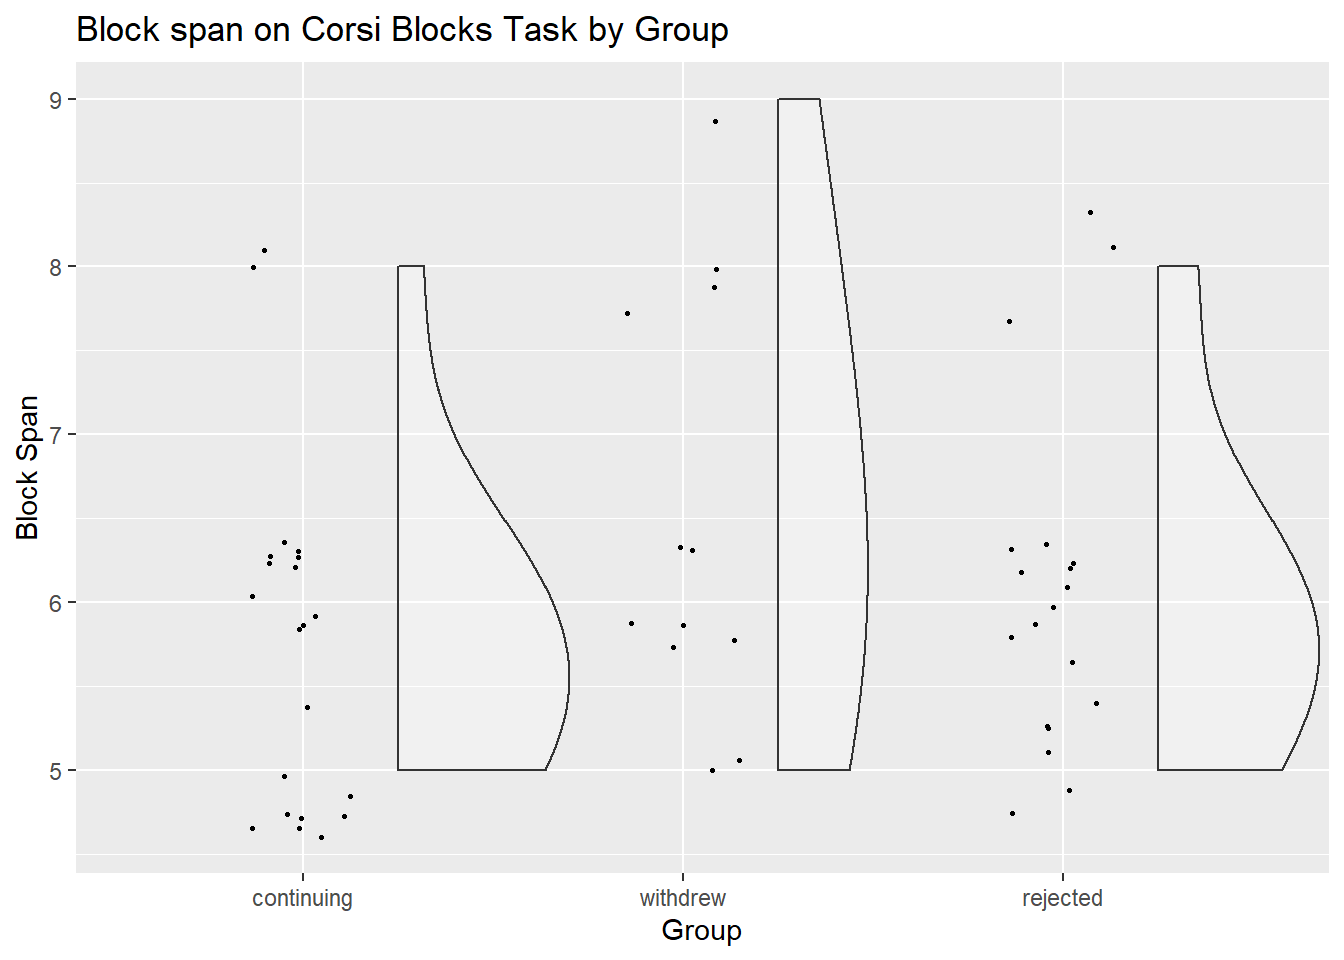 Block span on Corsi Blocks Task by Group
9
8
7
6
5
Block Span
continuing
withdrew
rejected
Group